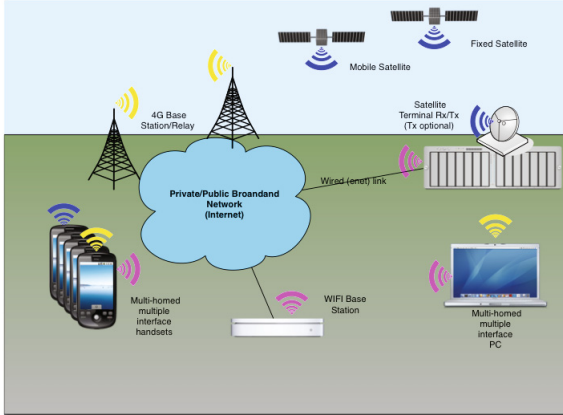 Fixed Satellite
Mobile Satellite
4G Base
Station/Relay
Satellite
Terminal Rx/Tx
(Tx optional)
Private/Public Broandand
Network
(Internet)
Wired (enet) link
Multi-homed
multiple
interface
handsets
WIFI Base
Station
Multi-homed
multiple
interface
PC